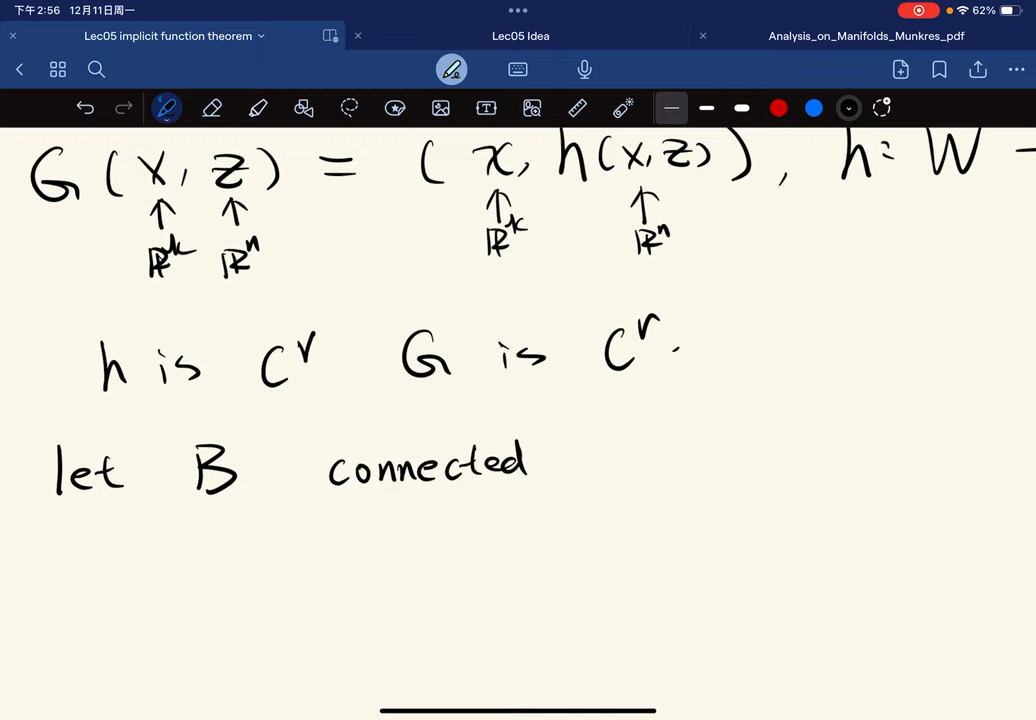 下午2:56 12月11日周一
62%
Lec05 implicit function theorem
Lec05 Idea
Analysis_on_Manifolds_Munkres_pdf
G(x, z) = (x, h(x, z)), h: W -
ℝᵏ ℝⁿ ℝᵏ ℝⁿ
h is Cʳ G is Cʳ.
let B connected